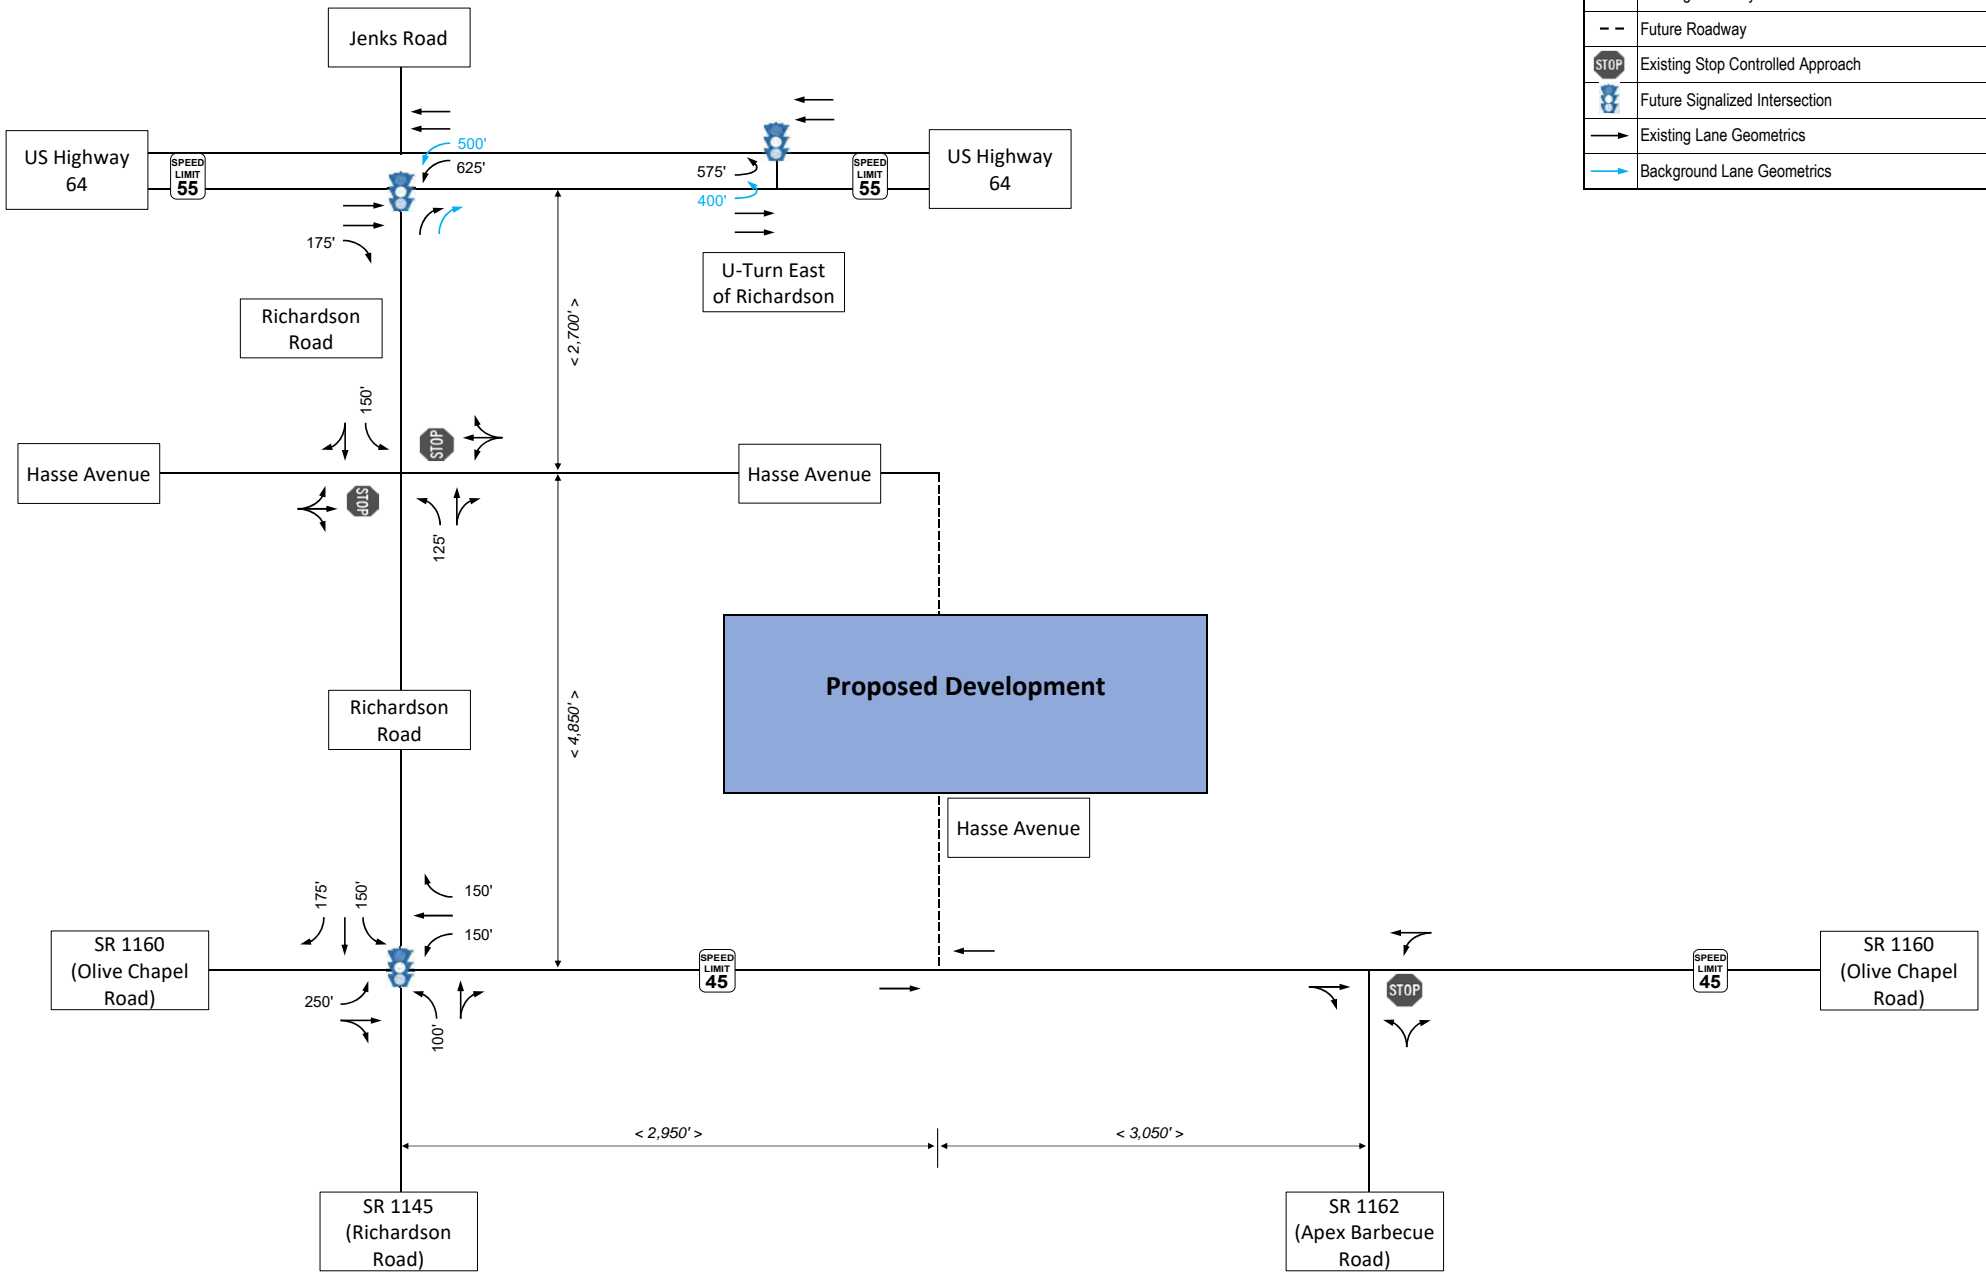 Future Roadway
Existing Stop Controlled Approach
Future Signalized Intersection
Existing Lane Geometrics
Background Lane Geometrics
STOP
Jenks Road
US Highway
64
SPEED
LIMIT
55
500'
625'
575'
400'
SPEED
LIMIT
55
US Highway
64
175'
U-Turn East
of Richardson
Richardson
Road
< 2,700' >
150'
STOP
Hasse Avenue
Hasse Avenue
STOP
125'
Proposed Development
Richardson
Road
< 4,850' >
Hasse Avenue
175'
150'
150'
150'
SR 1160
(Olive Chapel
Road)
250'
100'
SPEED
LIMIT
45
STOP
SPEED
LIMIT
45
SR 1160
(Olive Chapel
Road)
< 2,950' >
< 3,050' >
SR 1145
(Richardson
Road)
SR 1162
(Apex Barbecue
Road)